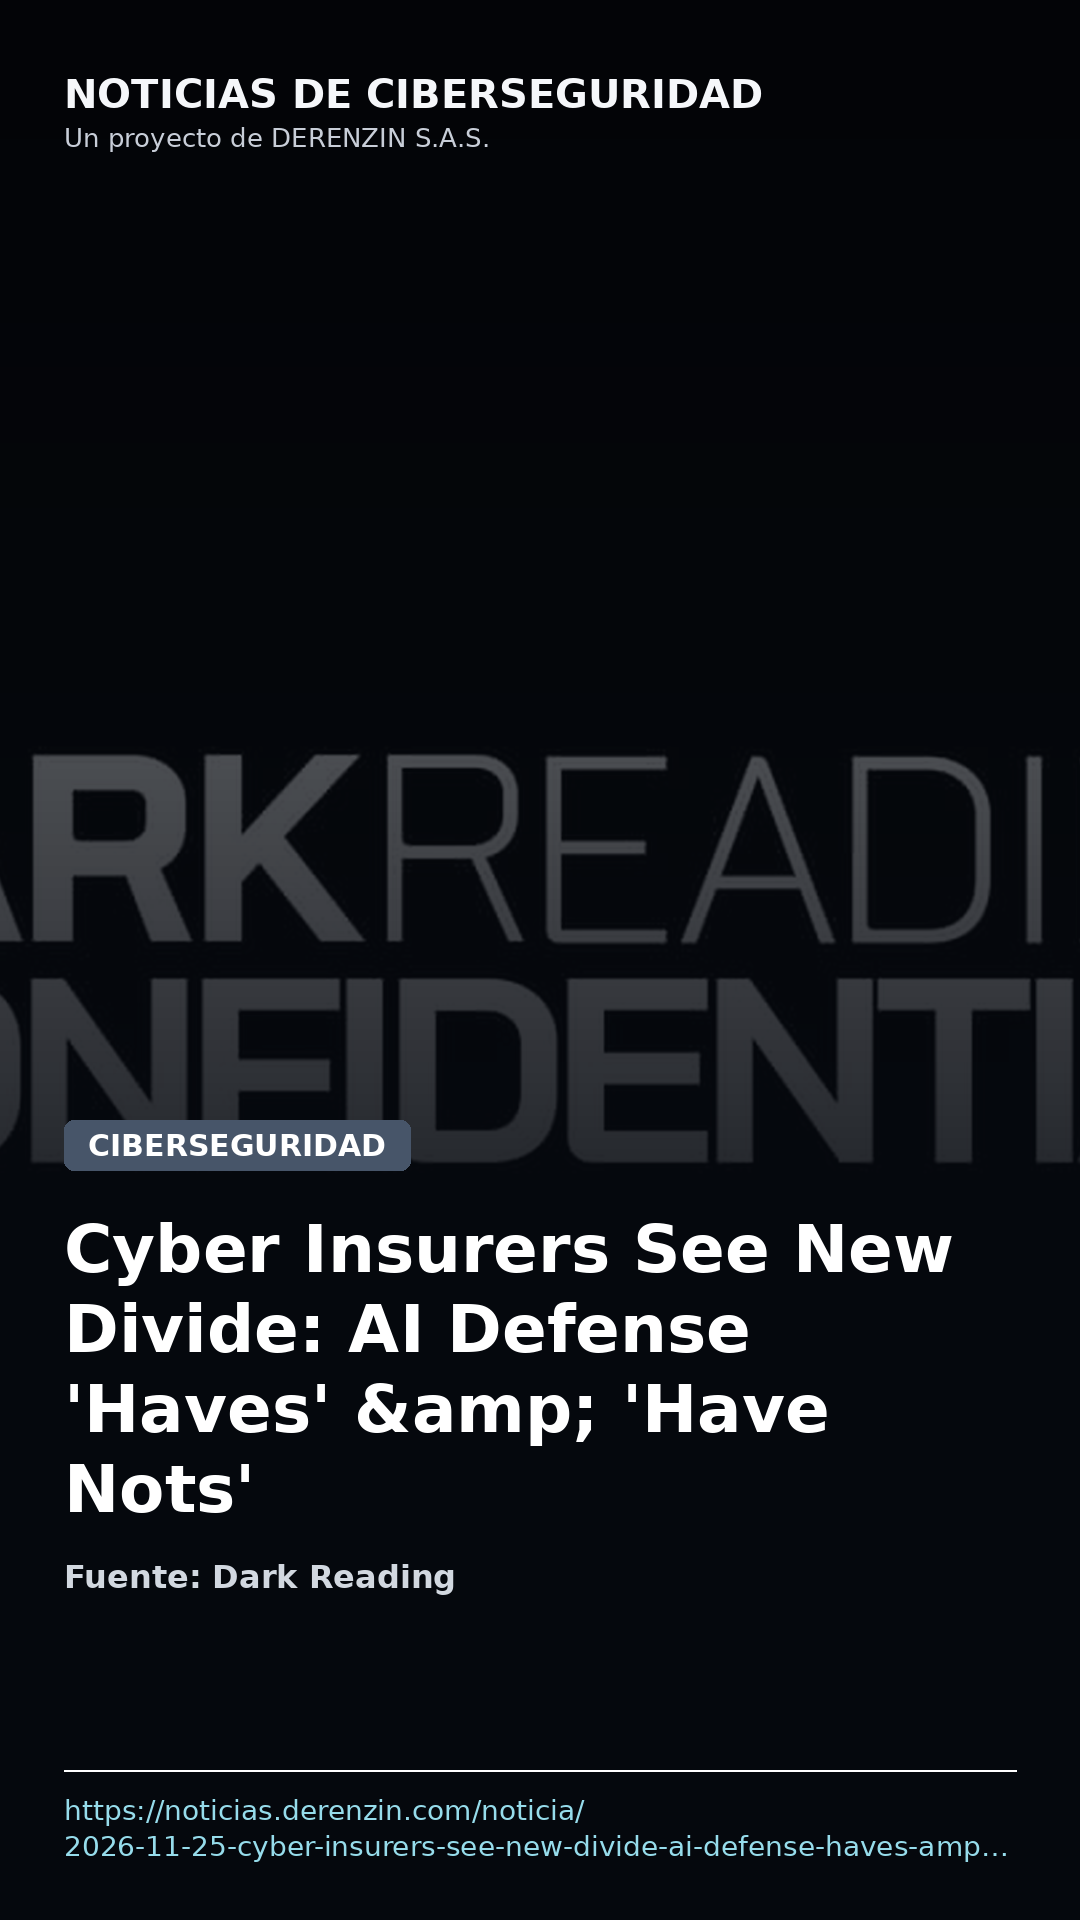 NOTICIAS DE CIBERSEGURIDAD
Un proyecto de DERENZIN S.A.S.
ARKREADI
ONFIDENTI
CIBERSEGURIDAD
Cyber Insurers See New
Divide: AI Defense
'Haves' &amp; 'Have
Nots'
Fuente: Dark Reading
https://noticias.derenzin.com/noticia/
2026-11-25-cyber-insurers-see-new-divide-ai-defense-haves-amp...